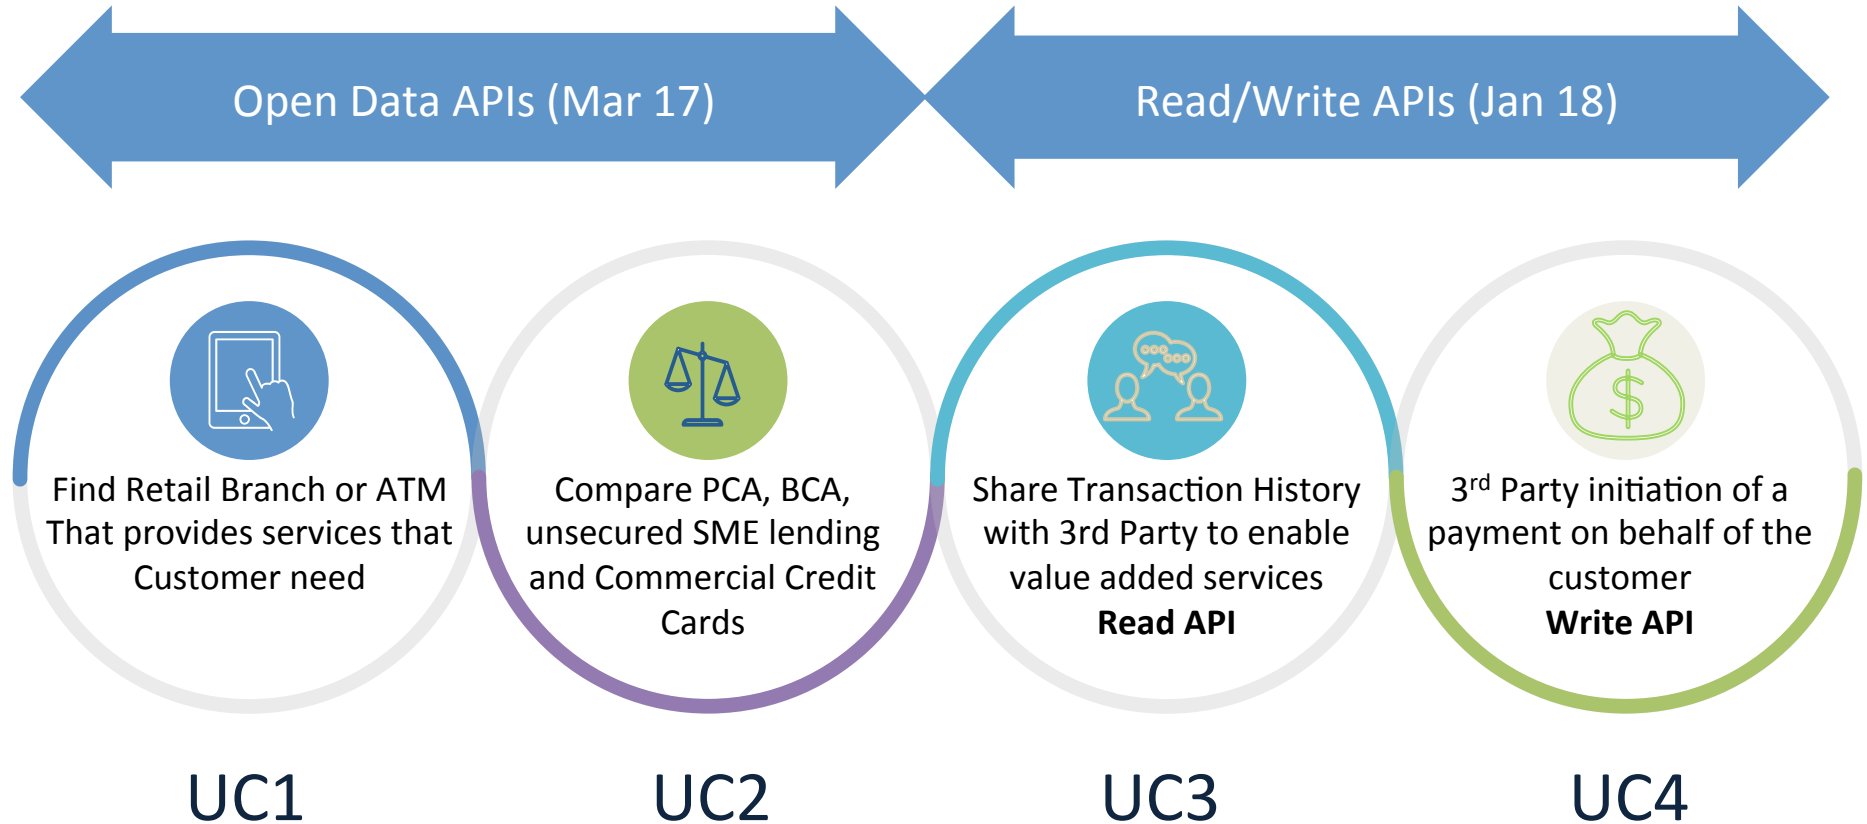 Open Data APIs (Mar 17)
Read/Write APIs (Jan 18)
Find Retail Branch or ATM
That provides services that
Customer need
Compare PCA, BCA,
unsecured SME lending
and Commercial Credit
Cards
Share Transaction History
with 3rd Party to enable
value added services
Read API
$
3rd Party initiation of a
payment on behalf of the
customer
Write API
UC1
UC2
UC3
UC4